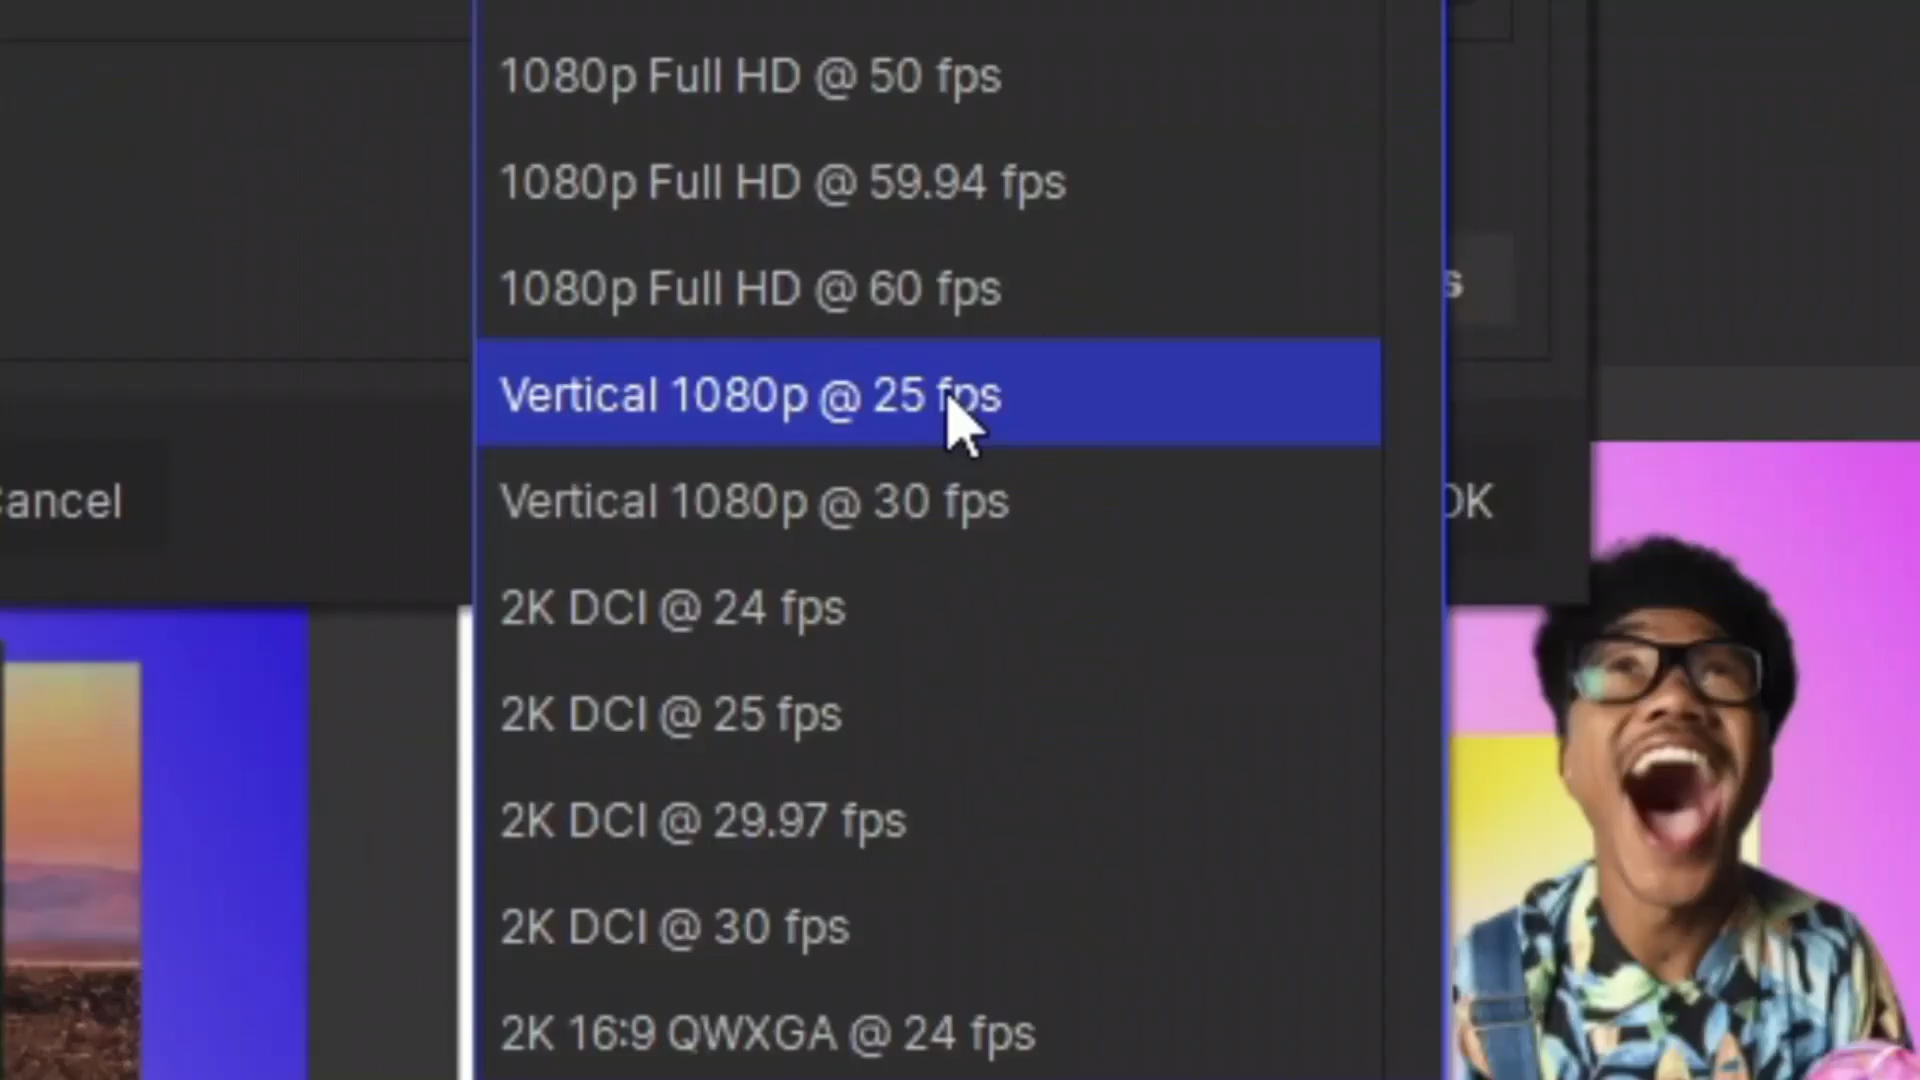 1080p Full HD @ 50 fps
1080p Full HD @ 59.94 fps
1080p Full HD @ 60 fps
Vertical 1080p @ 25 fps
Vertical 1080p @ 30 fps
Cancel
OK
2K DCI @ 24 fps
2K DCI @ 25 fps
2K DCI @ 29.97 fps
2K DCI @ 30 fps
2K 16:9 QWXGA @ 24 fps